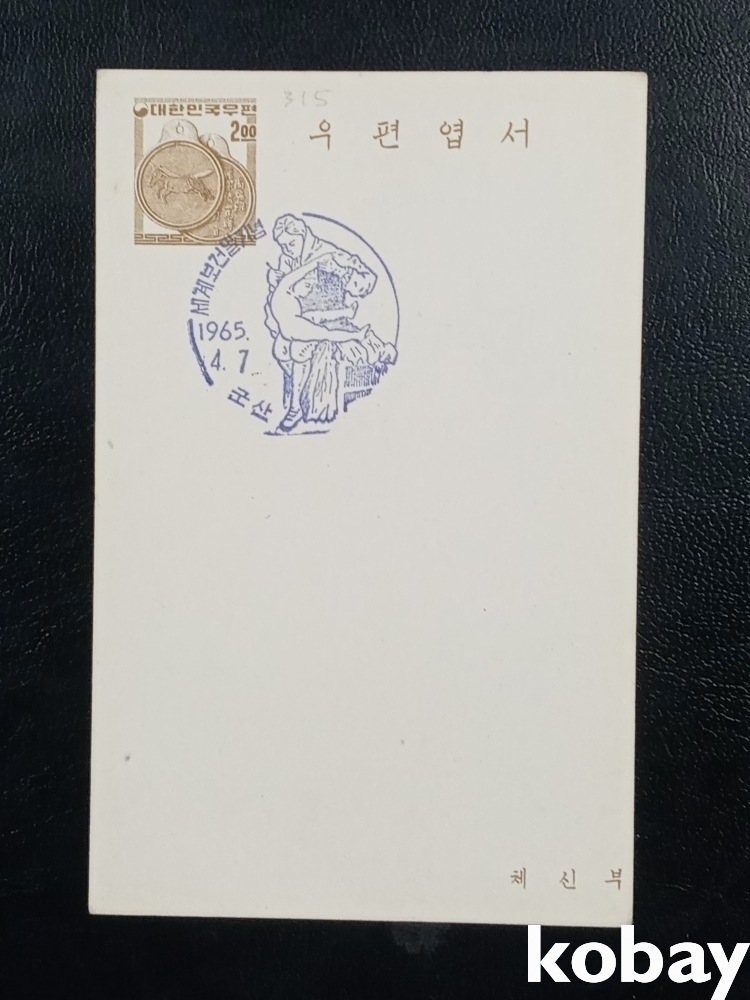 315
대한민국우편
2.00
우편엽서
세계보건일기념
1965.
4.7
군산
체신부
kobay